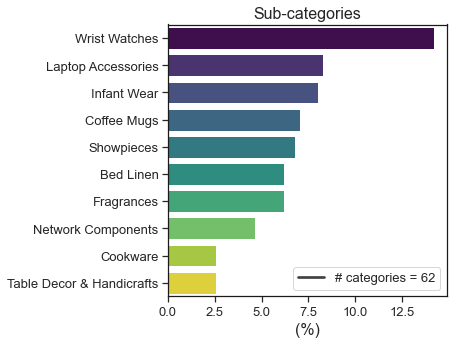 Sub-categories
Wrist Watches
Laptop Accessories
Infant Wear
Coffee Mugs
Showpieces
Bed Linen
Fragrances
Network Components
Cookware
Table Decor & Handicrafts
# categories = 62
0.0 2.5 5.0 7.5 10.0 12.5
(%)